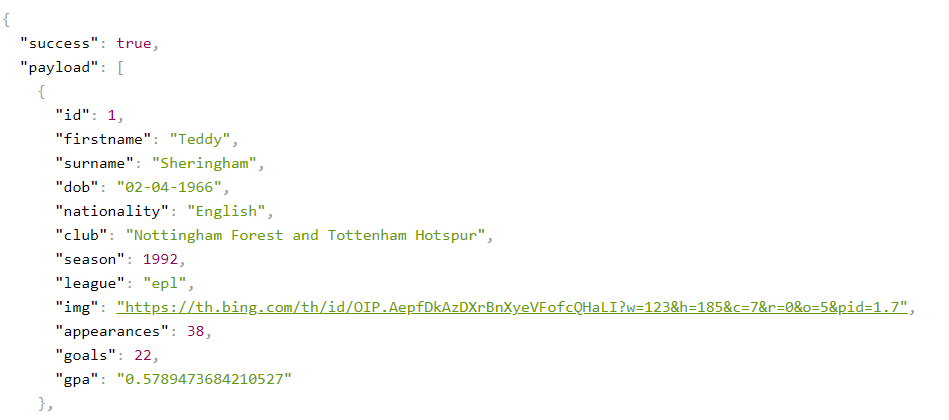 {
"success": true,
"payload": [
{
"id": 1,
"firstname": "Teddy",
"surname": "Sheringham",
"dob": "02-04-1966",
"nationality": "English",
"club": "Nottingham Forest and Tottenham Hotspur",
"season": 1992,
"league": "epl",
"img": "https://th.bing.com/th/id/OIP.AepfDkAzDXrBnXyeVFofcQHaLI?w=123&h=185&c=7&r=0&o=5&pid=1.7",
"appearances": 38,
"goals": 22,
"gpa": "0.5789473684210527"
},